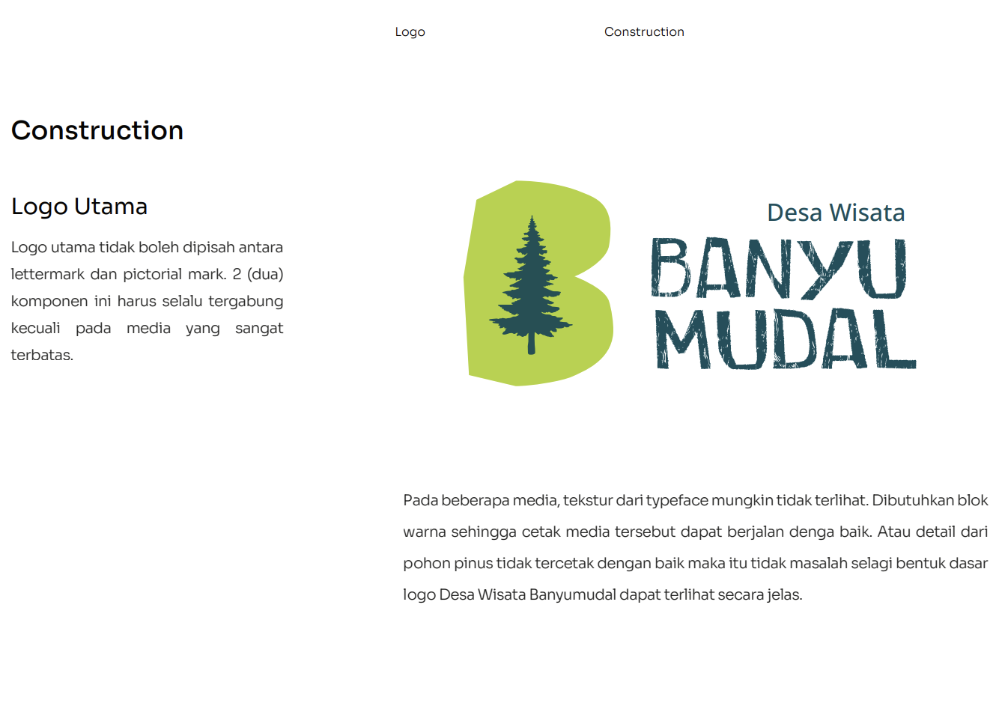 Logo
Construction
Construction
Logo Utama
Logo utama tidak boleh dipisah antara
lettermark dan pictorial mark. 2 (dua)
komponen ini harus selalu tergabung
kecuali pada media yang sangat
terbatas.
Desa Wisata
BANYU
MUDAL
Pada beberapa media, tekstur dari typeface mungkin tidak terlihat. Dibutuhkan blok
warna sehingga cetak media tersebut dapat berjalan denga baik. Atau detail dari
pohon pinus tidak tercetak dengan baik maka itu tidak masalah selagi bentuk dasar
logo Desa Wisata Banyumudal dapat terlihat secara jelas.